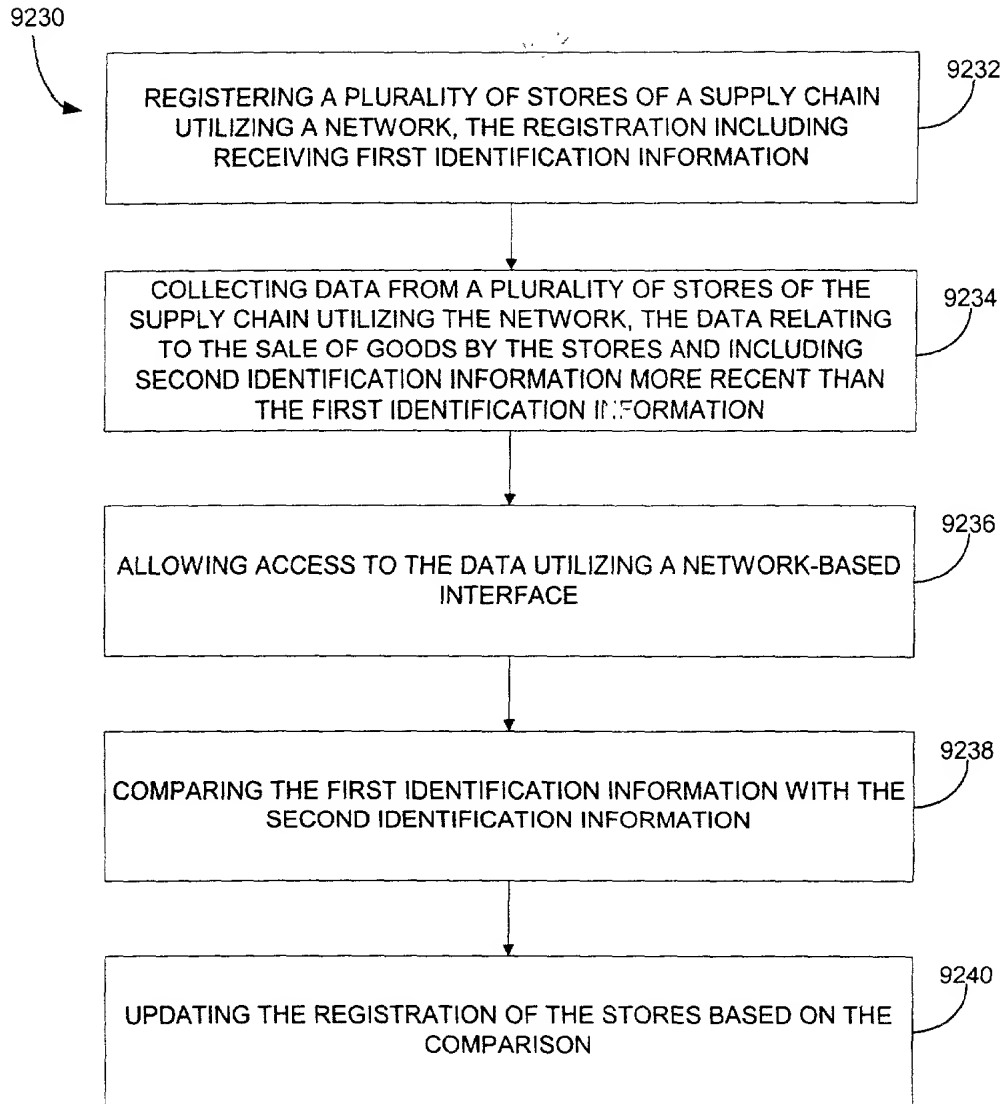 9230
9232
REGISTERING A PLURALITY OF STORES OF A SUPPLY CHAIN
UTILIZING A NETWORK, THE REGISTRATION INCLUDING
RECEIVING FIRST IDENTIFICATION INFORMATION
9234
COLLECTING DATA FROM A PLURALITY OF STORES OF THE
SUPPLY CHAIN UTILIZING THE NETWORK, THE DATA RELATING
TO THE SALE OF GOODS BY THE STORES AND INCLUDING
SECOND IDENTIFICATION INFORMATION MORE RECENT THAN
THE FIRST IDENTIFICATION INFORMATION
9236
ALLOWING ACCESS TO THE DATA UTILIZING A NETWORK-BASED
INTERFACE
9238
COMPARING THE FIRST IDENTIFICATION INFORMATION WITH THE
SECOND IDENTIFICATION INFORMATION
9240
UPDATING THE REGISTRATION OF THE STORES BASED ON THE
COMPARISON